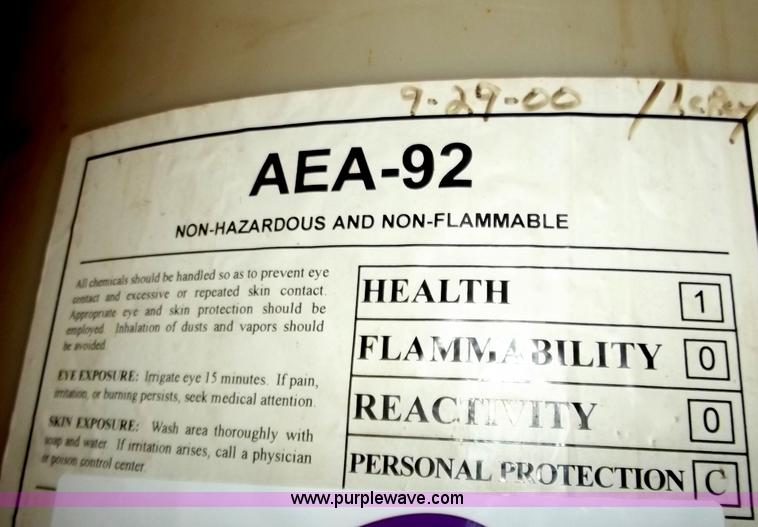 9-29-00
AEA-92
NON-HAZARDOUS AND NON-FLAMMABLE
All chemicals should be handled so as to prevent eye
contact and excessive or repeated skin contact.
Appropriate eye and skin protection should be
employed. Inhalation of dusts and vapors should
be avoided.
EYE EXPOSURE: Irrigate eye 15 minutes. If pain,
irritation, or burning persists, seek medical attention.
SKIN EXPOSURE: Wash area thoroughly with
soap and water. If irritation arises, call a physician
or poison control center.
HEALTH 1
FLAMMABILITY 0
REACTIVITY 0
PERSONAL PROTECTION C
www.purplewave.com